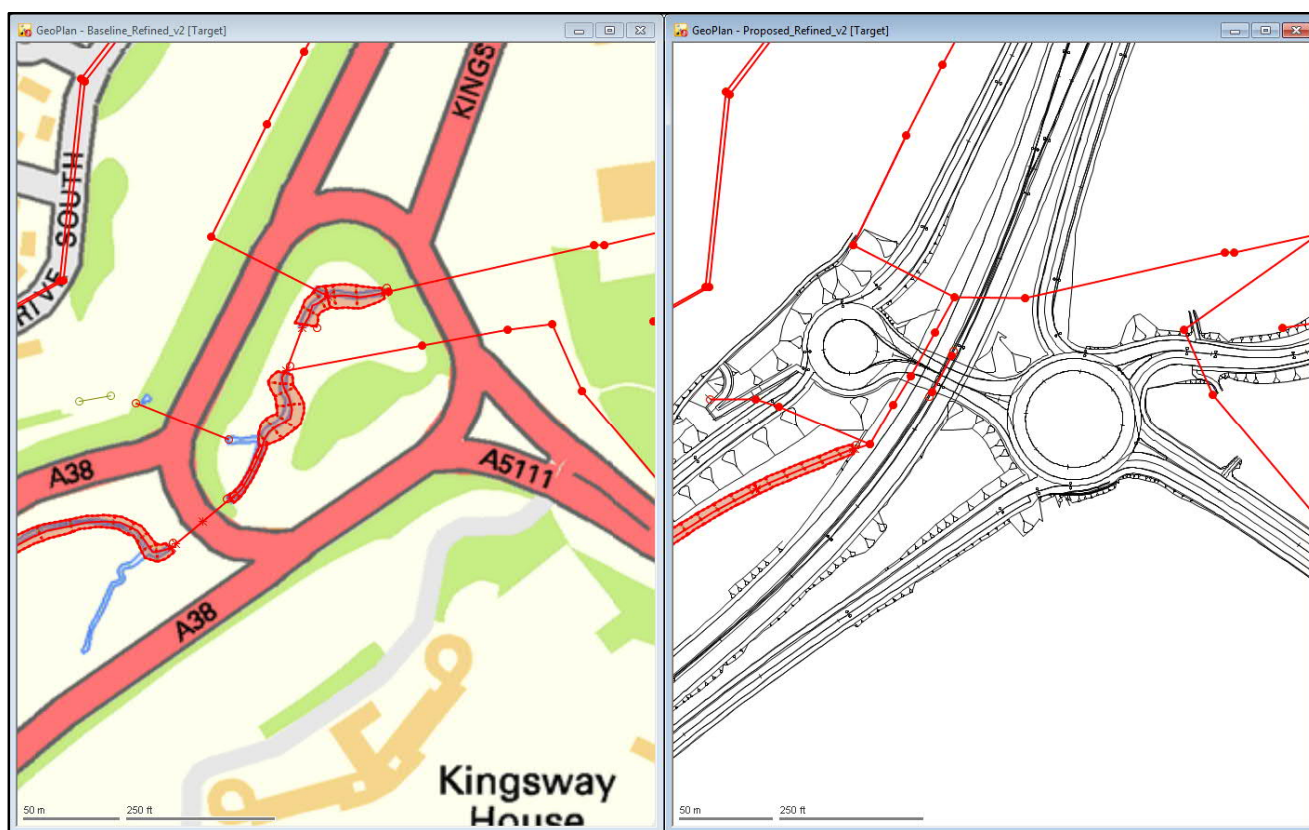 GeoPlan - Baseline_Refined_v2 [Target]
KINGS
SOUTH
RIVE
A38
A5111
A38
Kingsway
House
50 m
250 ft
GeoPlan - Proposed_Refined_v2 [Target]
50 m
250 ft